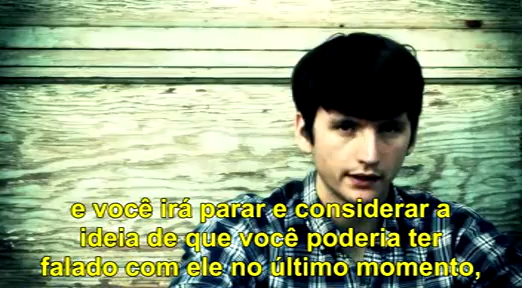 e você irá parar e considerar a
ideia de que você poderia ter
falado com ele no último momento,